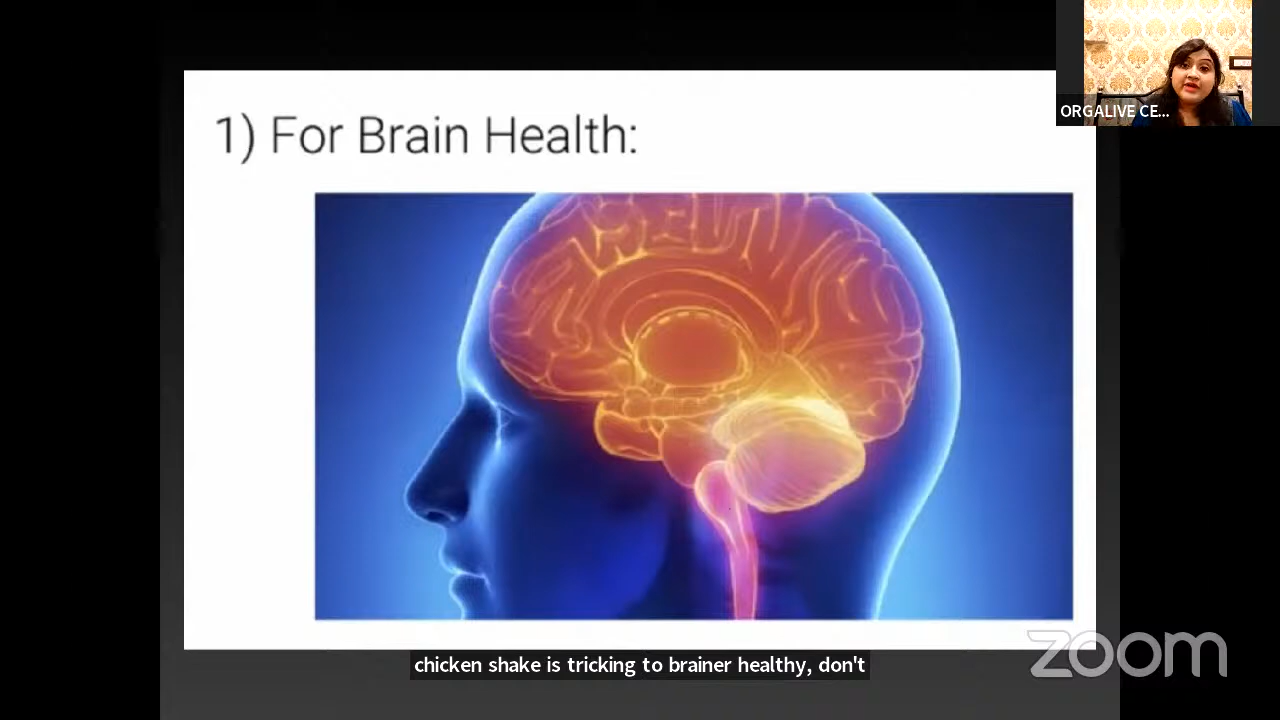 ORGALIVE CE...
1) For Brain Health:
chicken shake is tricking to brainer healthy, don't
zoom